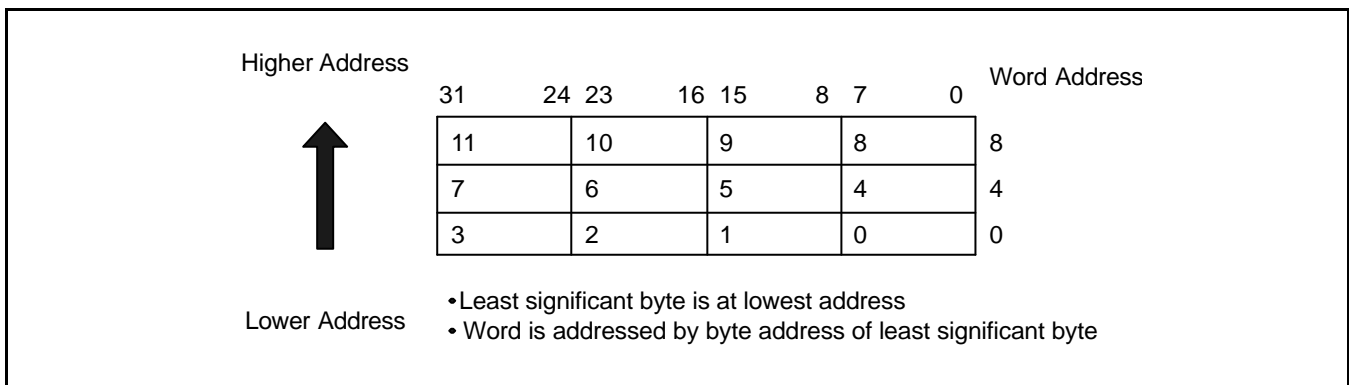 Higher Address
Word Address
31 24 23 16 15 8 7 0
11 10 9 8 8
7 6 5 4 4
3 2 1 0 0
Lower Address
•Least significant byte is at lowest address
• Word is addressed by byte address of least significant byte